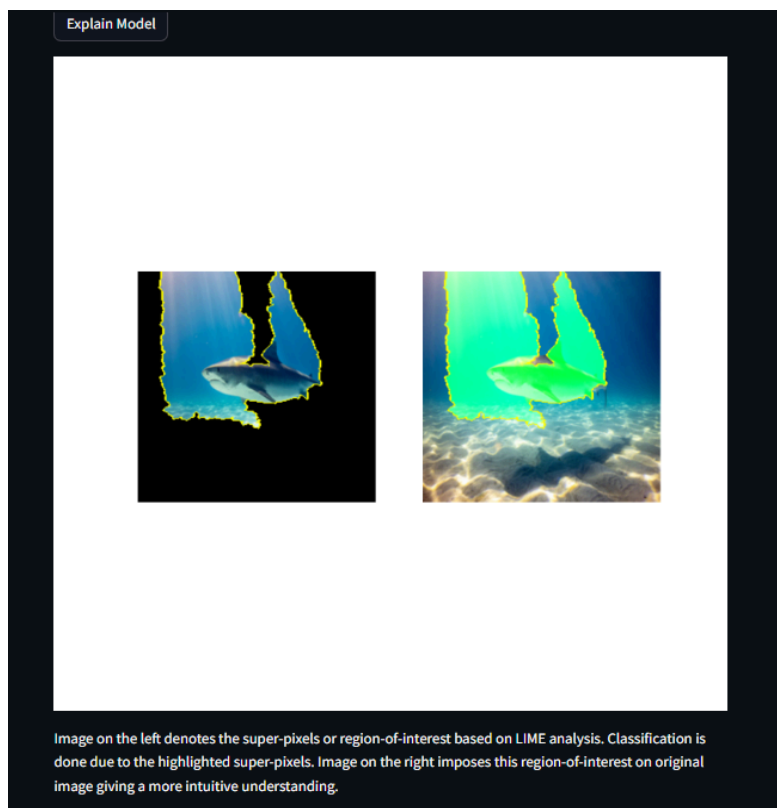 Explain Model
Image on the left denotes the super-pixels or region-of-interest based on LIME analysis. Classification is
done due to the highlighted super-pixels. Image on the right imposes this region-of-interest on original
image giving a more intuitive understanding.